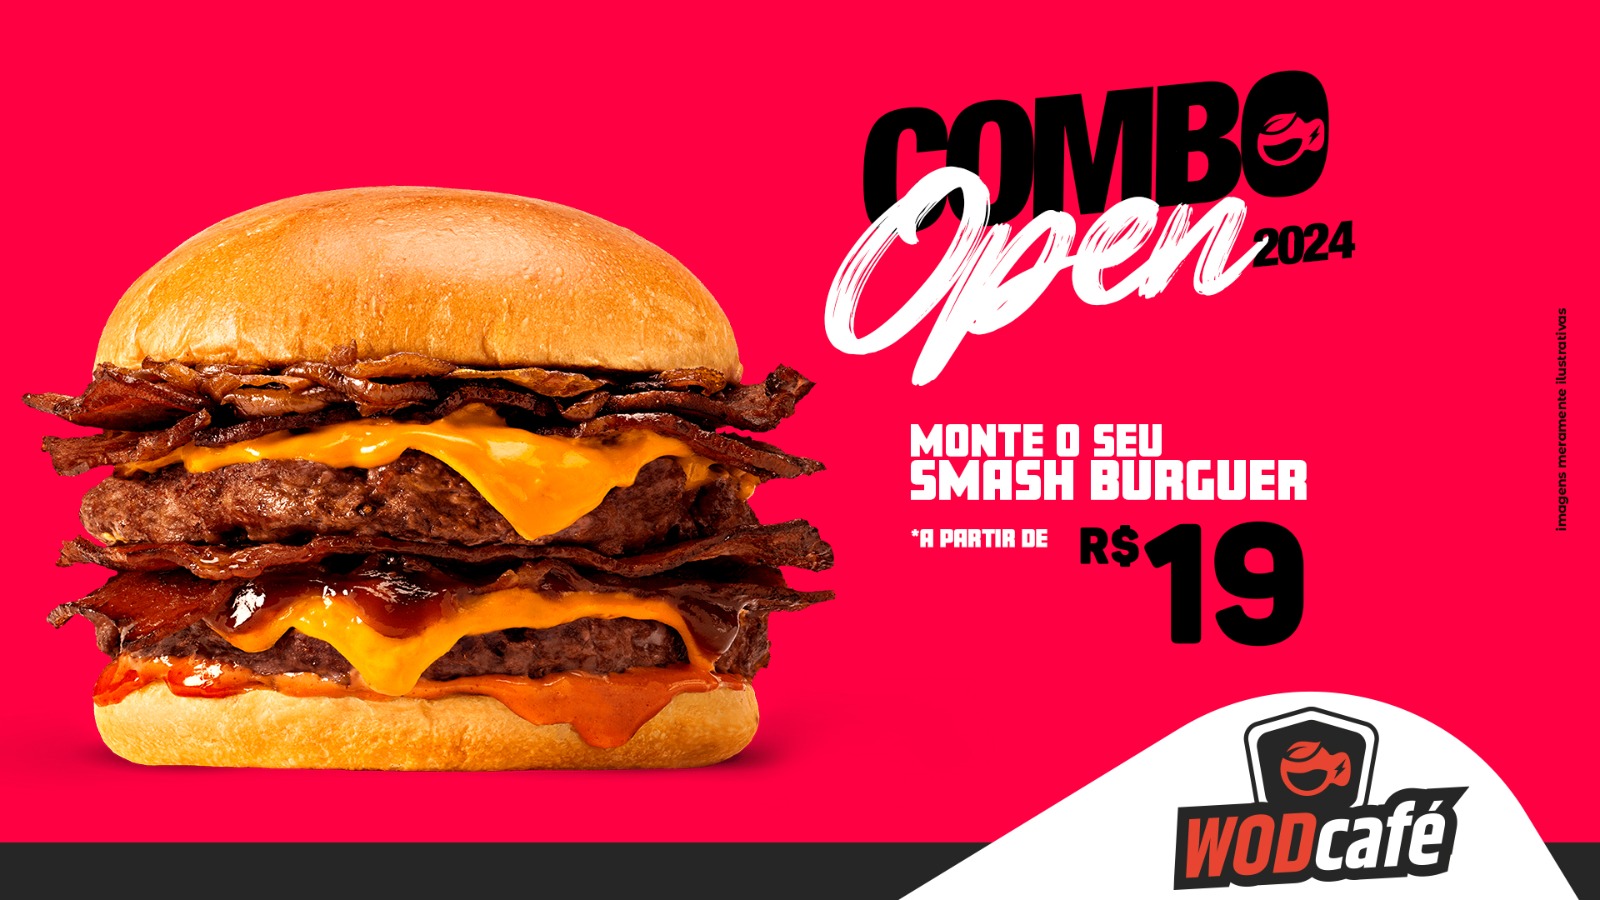 COMBO
Open 2024
MONTE O SEU
SMASH BURGUER
*A PARTIR DE R$19
imagens meramente ilustrativas
WODcafé